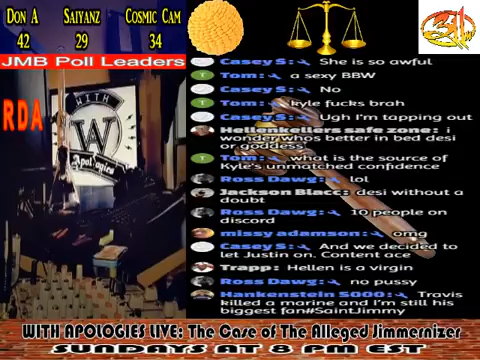 Don A Saiyanz Cosmic Cam
42 29 34
JMB Poll Leaders
RDA
WITH
W
Apologies
Casey S: She is so awful
T Tom: a sexy BBW
Casey S: No
T Tom: kyle fucks brah
Casey S: Ugh I'm tapping out
Hellenkellers safe zone: i
wonder whos better in bed desi
or goddess
T Tom: what is the source of
Kyle's unmatched confidence
Ross Dawg: lol
Jackson Blacc: desi without a
doubt
Ross Dawg: 10 people on
discord
missy adamson: omg
Casey S: And we decided to
let Justin on. Content ace
Trapp: Hellen is a virgin
Ross Dawg: no pussy
Hankenstein 5000: Travis
killed a marine and I'm still his
biggest fan#SaintJimmy
WITH APOLOGIES LIVE: The Case of The Alleged Jimmernizer
SUNDAYS AT 8 PM EST